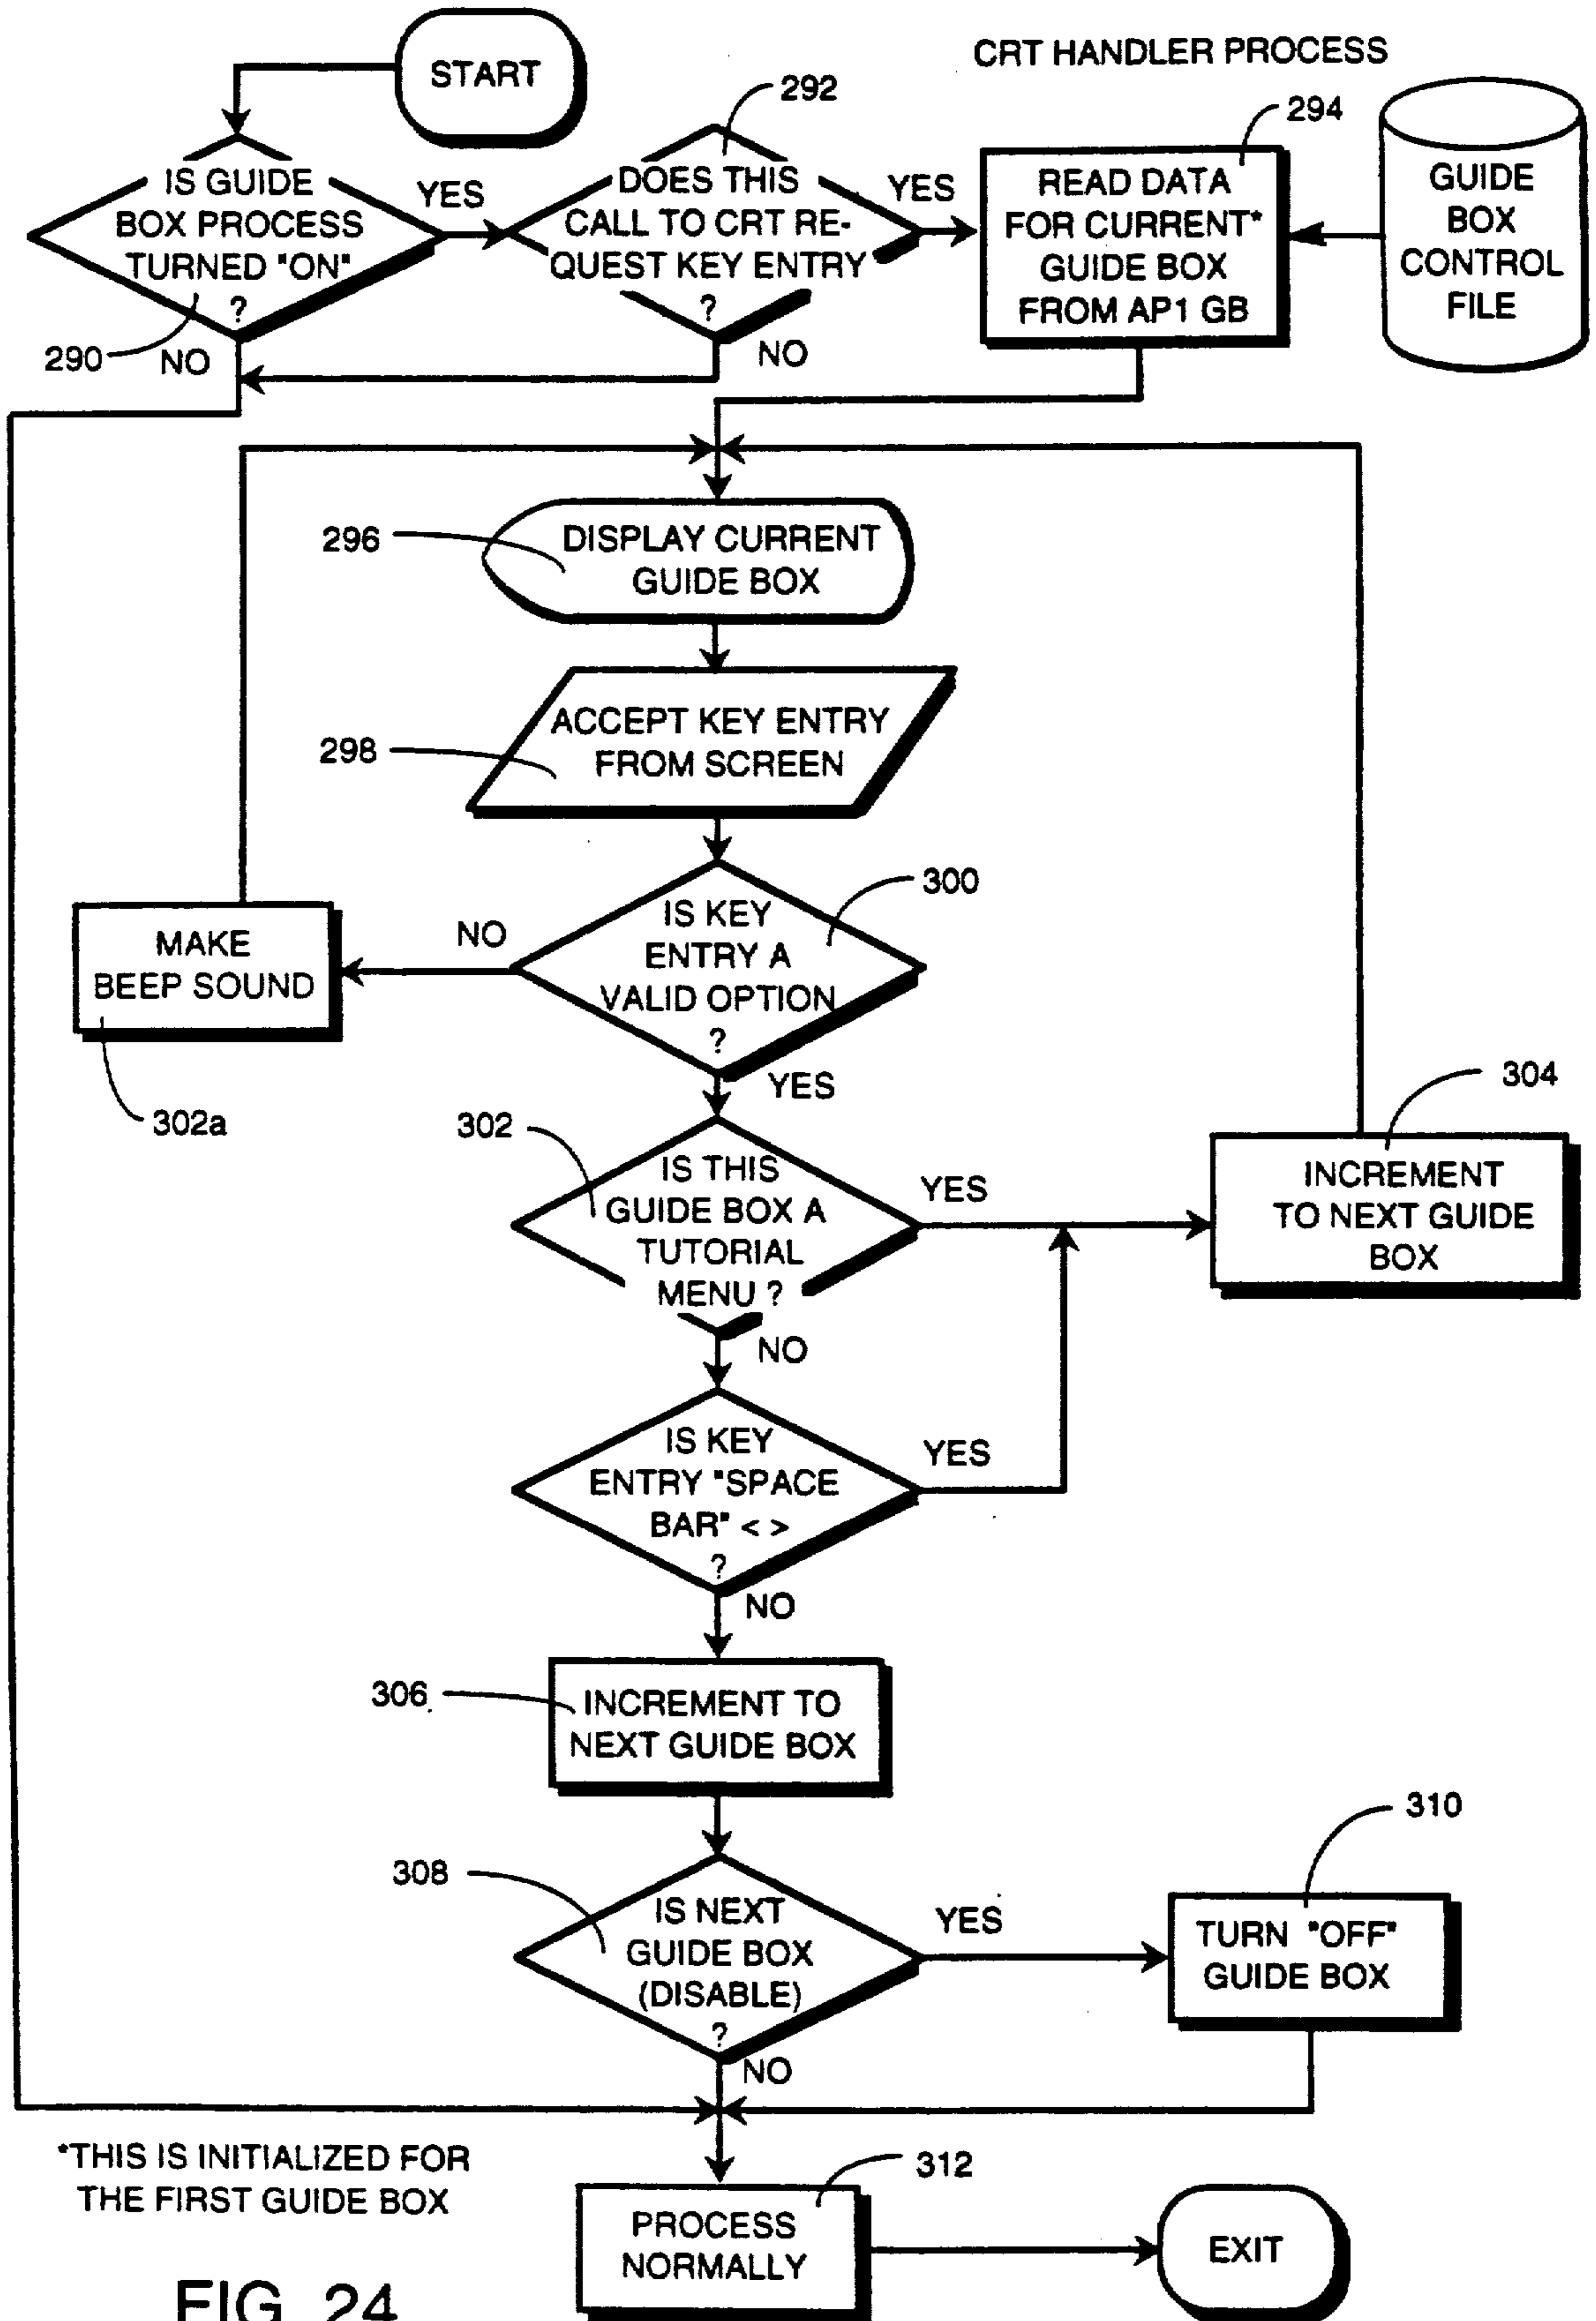 CRT HANDLER PROCESS
START
292
294
IS GUIDE
BOX PROCESS
TURNED "ON"
?
YES
290
NO
DOES THIS
CALL TO CRT RE-
QUEST KEY ENTRY
?
YES
NO
READ DATA
FOR CURRENT*
GUIDE BOX
FROM AP1 GB
GUIDE
BOX
CONTROL
FILE
296
DISPLAY CURRENT
GUIDE BOX
298
ACCEPT KEY ENTRY
FROM SCREEN
300
IS KEY
ENTRY A
VALID OPTION
?
NO
YES
MAKE
BEEP SOUND
302a
302
IS THIS
GUIDE BOX A
TUTORIAL
MENU ?
YES
NO
304
INCREMENT
TO NEXT GUIDE
BOX
IS KEY
ENTRY "SPACE
BAR" < >
?
YES
NO
306
INCREMENT TO
NEXT GUIDE BOX
308
IS NEXT
GUIDE BOX
(DISABLE)
?
YES
NO
310
TURN "OFF"
GUIDE BOX
*THIS IS INITIALIZED FOR
THE FIRST GUIDE BOX
312
PROCESS
NORMALLY
EXIT
FIG. 24